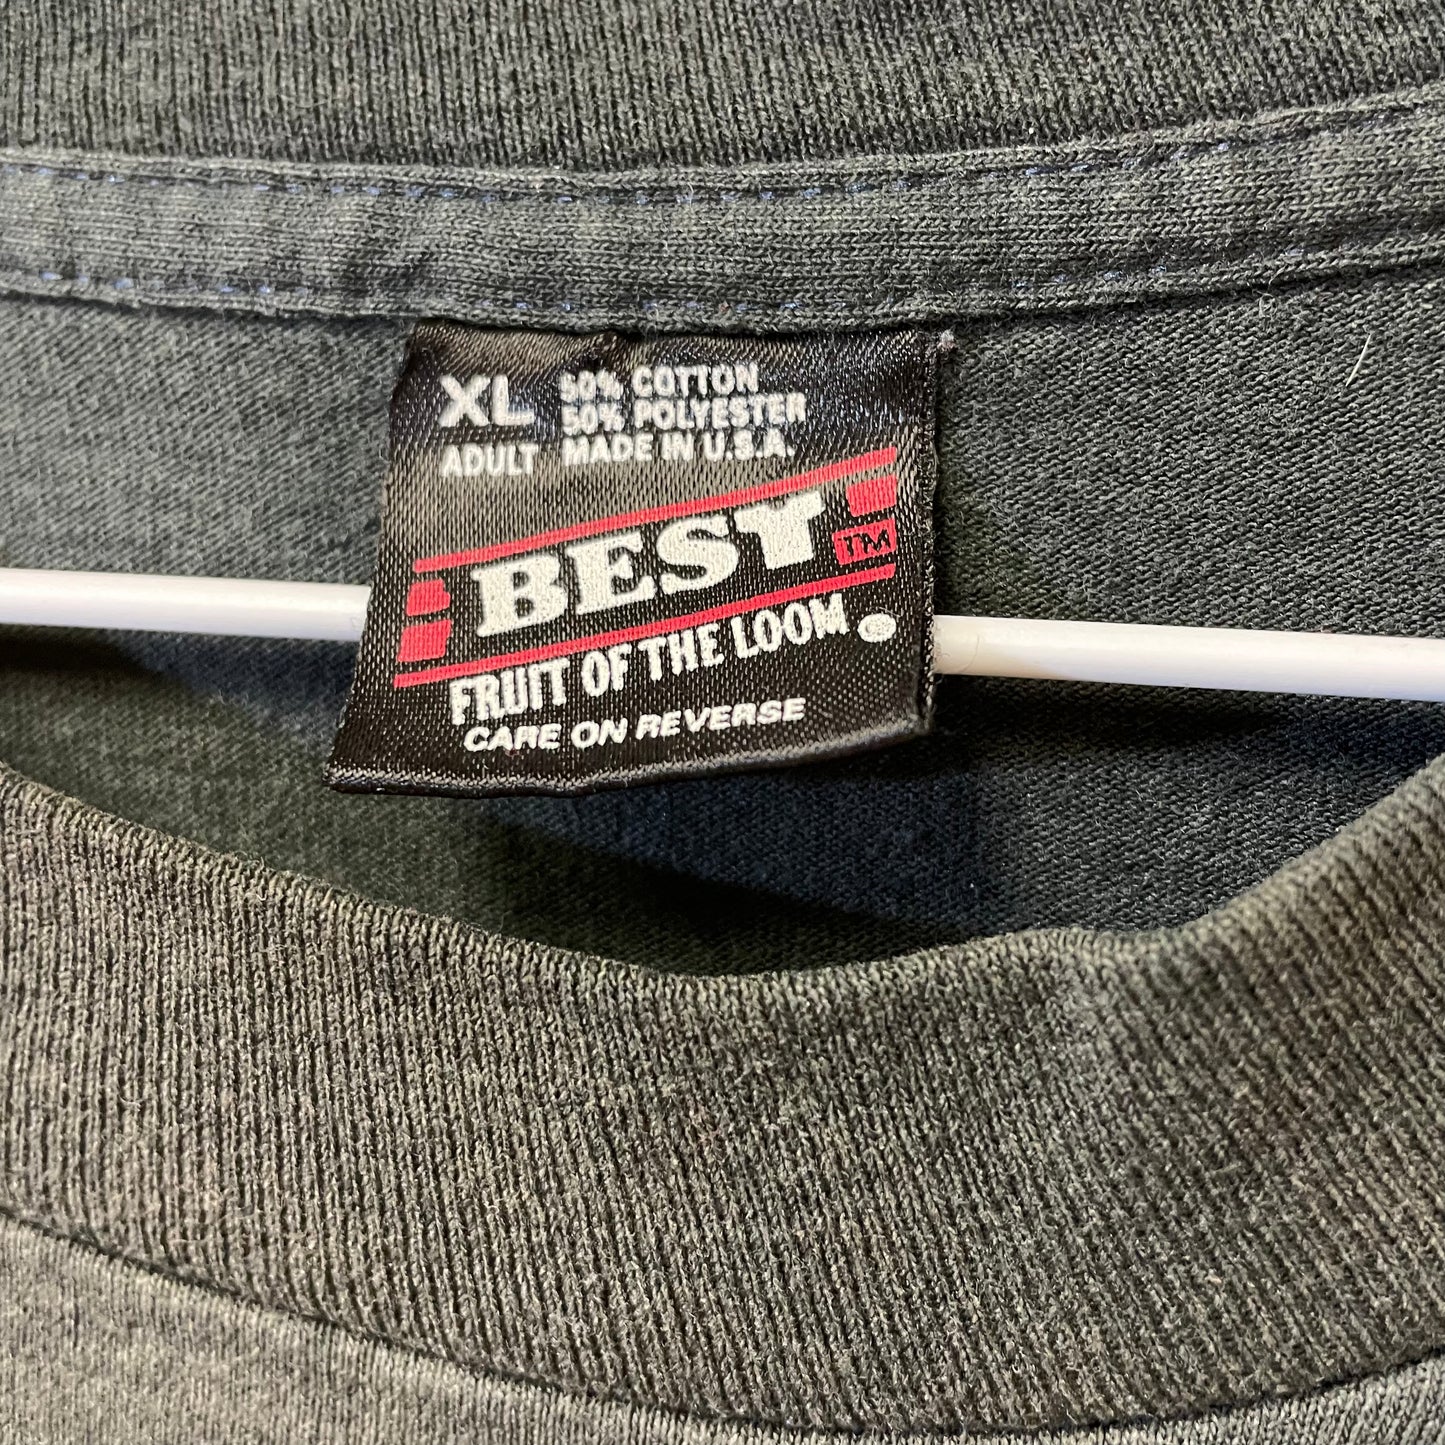 XL
ADULT
50% COTTON
50% POLYESTER
MADE IN U.S.A.
BEST TM
FRUIT OF THE LOOM
CARE ON REVERSE